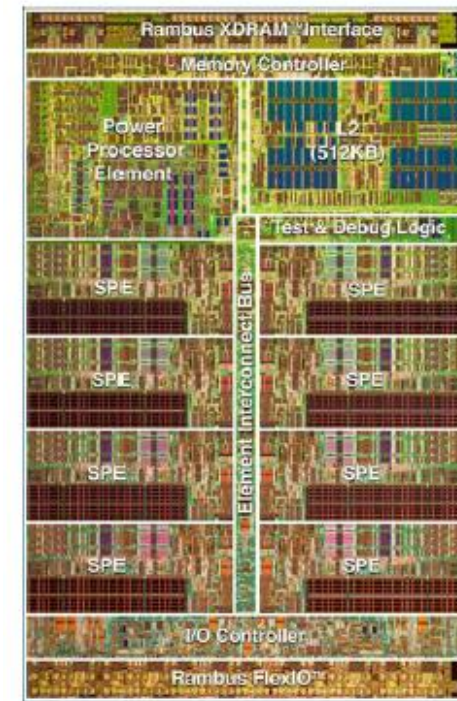 Rambus XDRAM™ Interface
Memory Controller
Power
Processor
Element
L2
(512KB)
Test & Debug Logic
Element Interconnect Bus
SPE
SPE
SPE
SPE
SPE
SPE
SPE
SPE
I/O Controller
Rambus FlexIO™